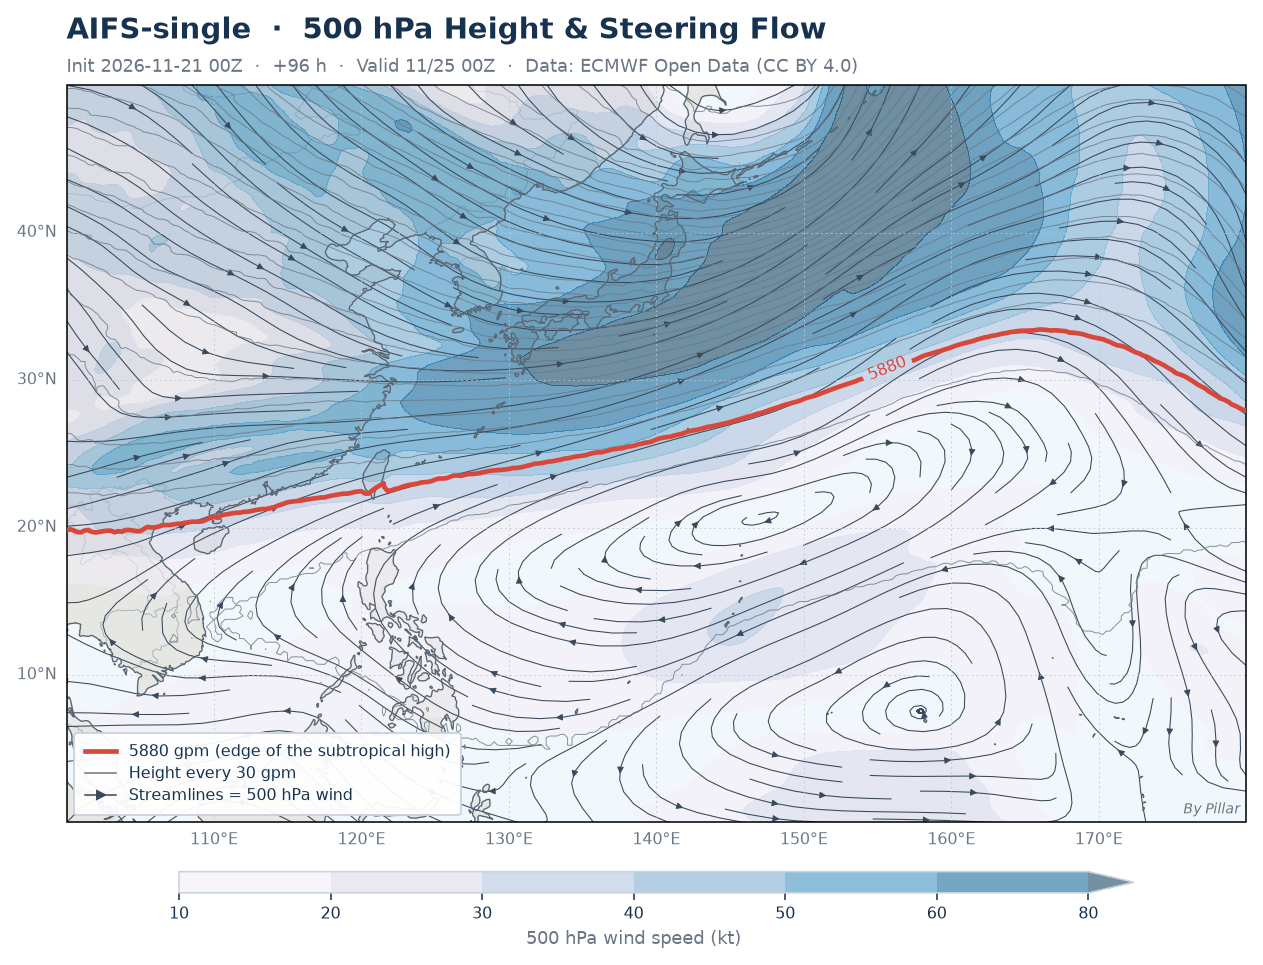 AIFS-single · 500 hPa Height & Steering Flow
Init 2026-11-21 00Z · +96 h · Valid 11/25 00Z · Data: ECMWF Open Data (CC BY 4.0)
40°N
30°N
20°N
10°N
5880
5880 gpm (edge of the subtropical high)
Height every 30 gpm
Streamlines = 500 hPa wind
By Pillar
110°E 120°E 130°E 140°E 150°E 160°E 170°E
10 20 30 40 50 60 80
500 hPa wind speed (kt)